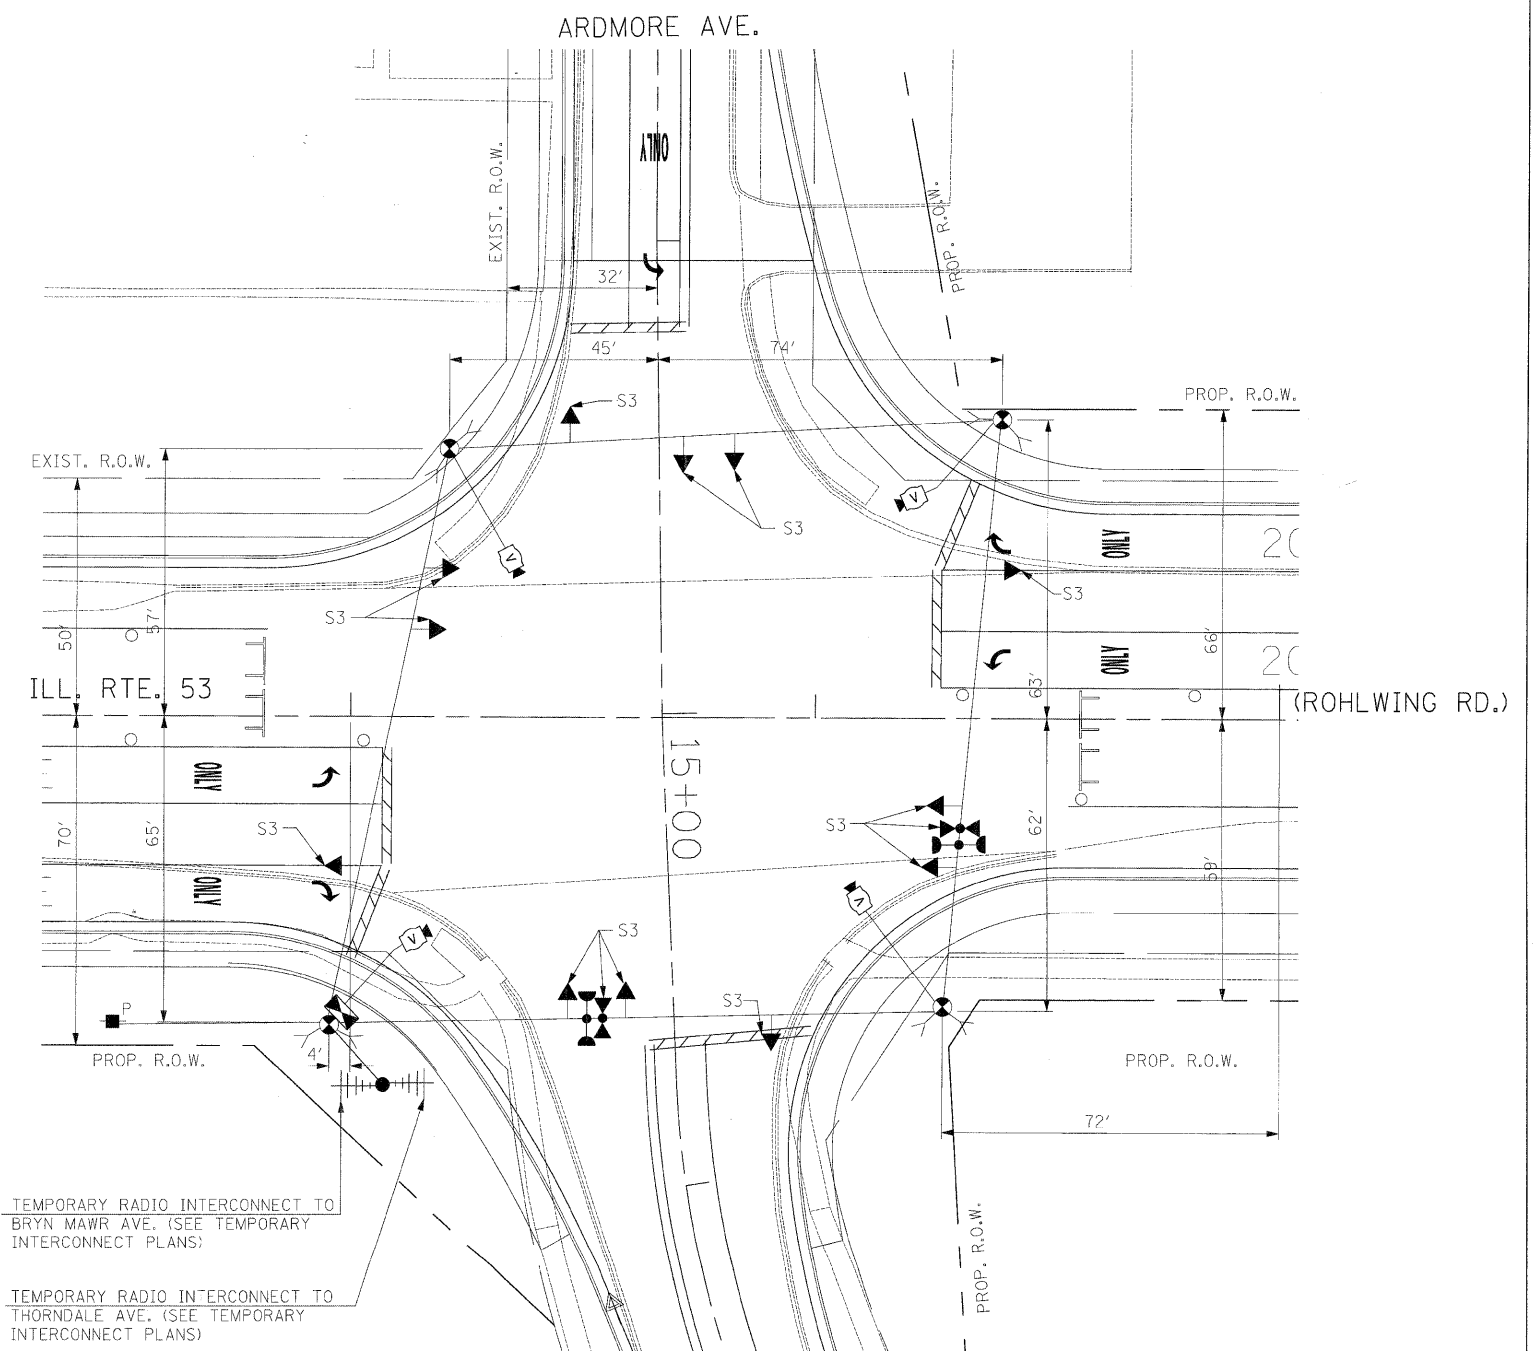 ARDMORE AVE.
ONLY
EXIST. R.O.W.
PROP. R.O.W.
PROP. R.O.W.
32'
45'
74'
PROP. R.O.W.
S3
EXIST. R.O.W.
V
S3
ONLY
20
V
S3
S3
50'
57'
66'
ONLY
20
63'
ILL. RTE. 53
(ROHLWING RD.)
15+00
ONLY
S3
S3
70'
65'
62'
59'
ONLY
V
V
S3
S3
P
4'
PROP. R.O.W.
PROP. R.O.W.
72'
TEMPORARY RADIO INTERCONNECT TO
BRYN MAWR AVE. (SEE TEMPORARY
INTERCONNECT PLANS)
PROP. R.O.W.
TEMPORARY RADIO INTERCONNECT TO
THORNDALE AVE. (SEE TEMPORARY
INTERCONNECT PLANS)